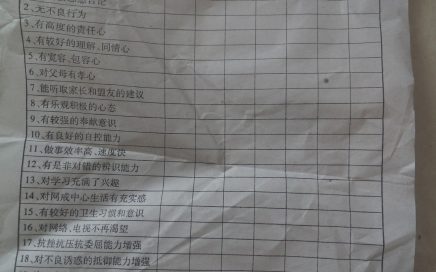 2、无不良行为
3、有高度的责任心
4、有较好的理解、同情心
5、有宽容、包容心
6、对父母有孝心
7、能听取家长和盟友的建议
8、有乐观积极的心态
9、有较强的奉献意识
10、有良好的自控能力
11、做事效率高、速度快
12、有是非对错的辨识能力
13、对学习充满了兴趣
14、对网戒中心生活有充实感
15、有较好的卫生习惯和意识
16、对网络、电视不再渴望
17、抗挫抗压抗委屈能力增强
18、对不良诱惑的抵御能力增强